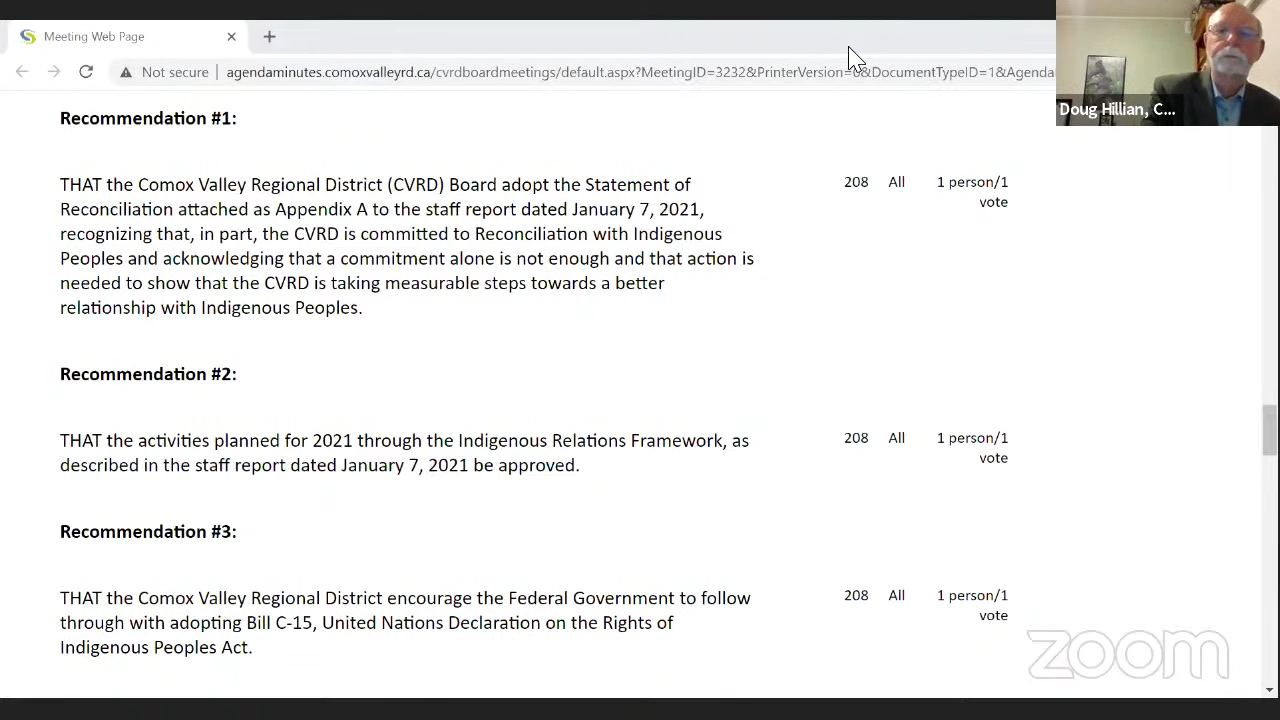 Meeting Web Page
Not secure
agendaminutes.comoxvalleyrd.ca/cvrdboardmeetings/default.aspx?MeetingID=3232&PrinterVersion=0&DocumentTypeID=1&Agenda
Doug Hillian, C...
Recommendation #1:
THAT the Comox Valley Regional District (CVRD) Board adopt the Statement of
Reconciliation attached as Appendix A to the staff report dated January 7, 2021,
recognizing that, in part, the CVRD is committed to Reconciliation with Indigenous
Peoples and acknowledging that a commitment alone is not enough and that action is
needed to show that the CVRD is taking measurable steps towards a better
relationship with Indigenous Peoples.
208 All 1 person/1
vote
Recommendation #2:
THAT the activities planned for 2021 through the Indigenous Relations Framework, as
described in the staff report dated January 7, 2021 be approved.
208 All 1 person/1
vote
Recommendation #3:
THAT the Comox Valley Regional District encourage the Federal Government to follow
through with adopting Bill C-15, United Nations Declaration on the Rights of
Indigenous Peoples Act.
208 All 1 person/1
vote
zoom